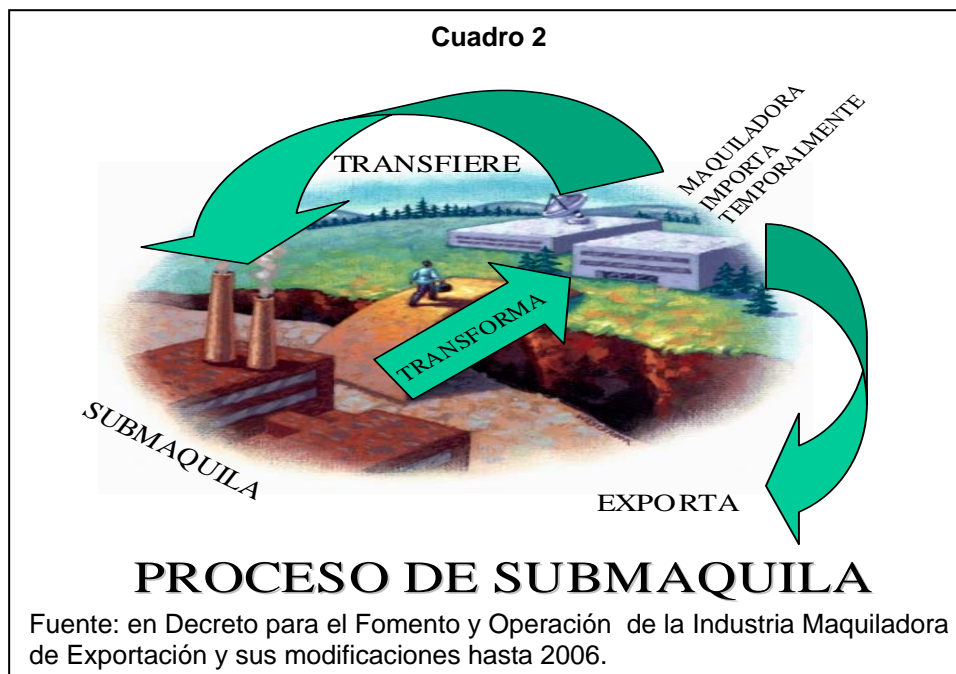 Cuadro 2
MAQUILADORA
IMPORTA
TEMPORALMENTE
TRANSFIERE
TRANSFORMA
SUBMAQUILA
EXPORTA
PROCESO DE SUBMAQUILA
Fuente: en Decreto para el Fomento y Operación de la Industria Maquiladora
de Exportación y sus modificaciones hasta 2006.